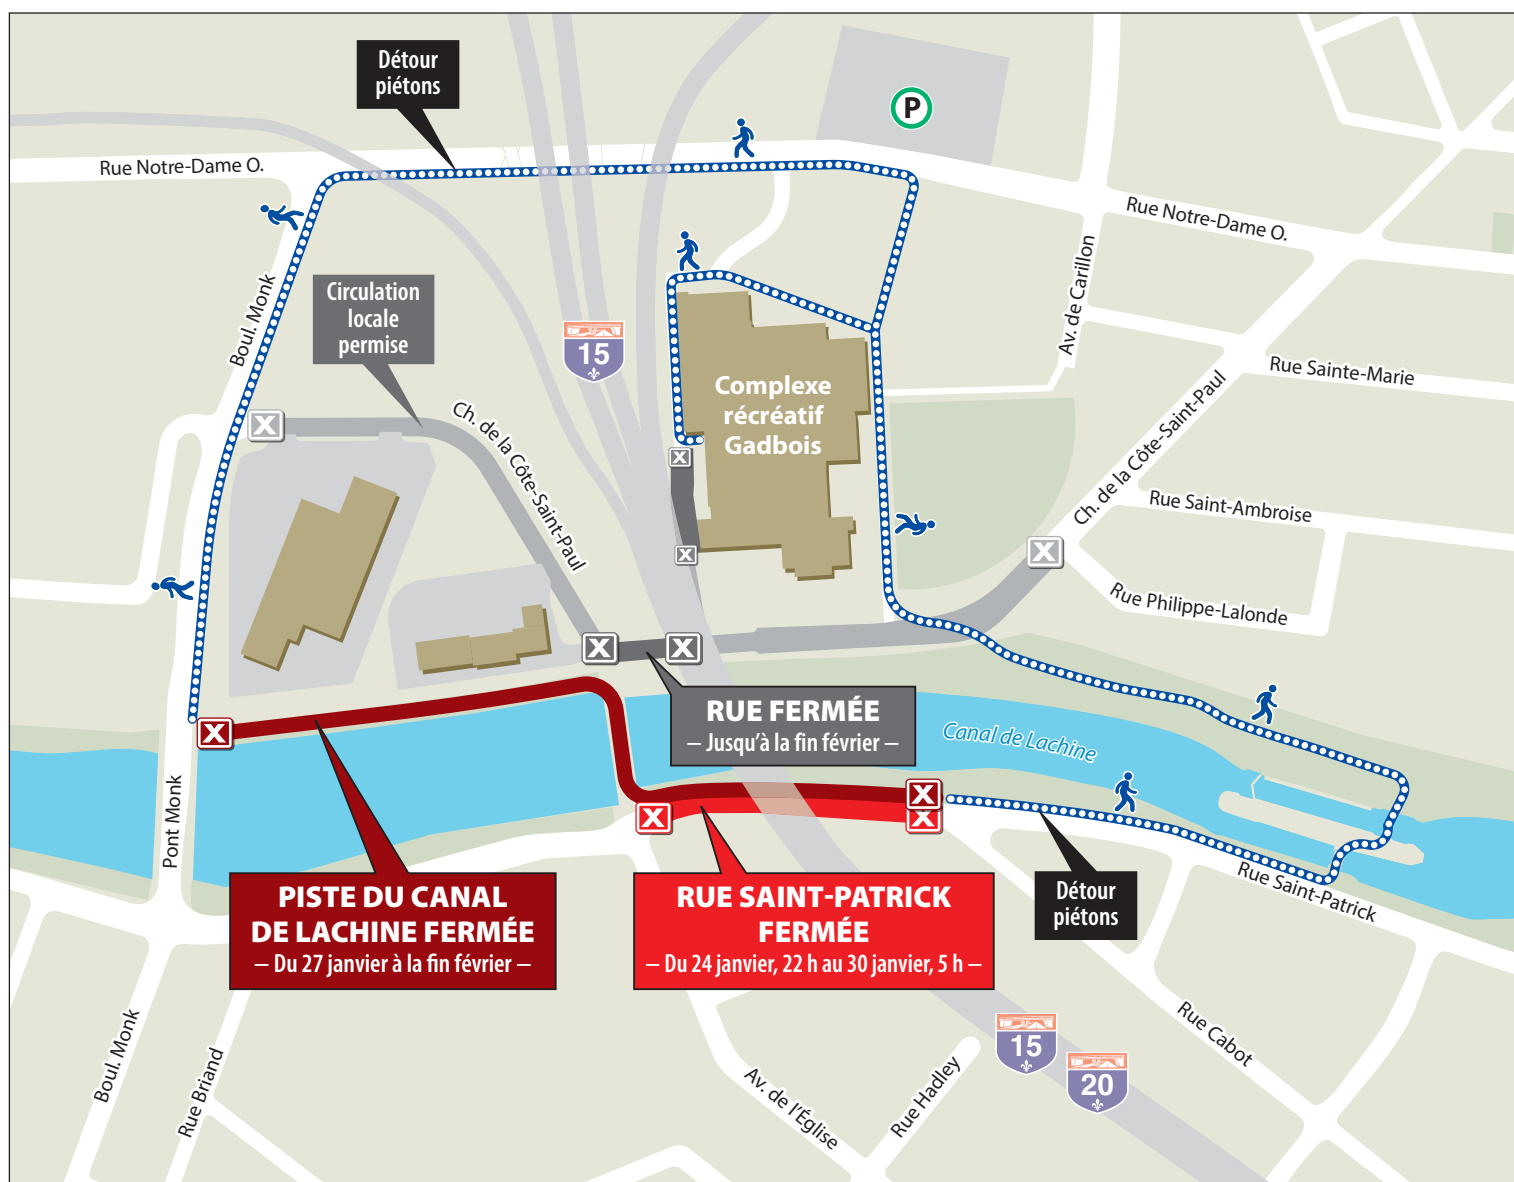 Détour
piétons
P
Rue Notre-Dame O.
Rue Notre-Dame O.
Boul. Monk
Circulation
locale
permise
15
Av. de Carillon
Complexe
récréatif
Gadbois
Rue Sainte-Marie
Ch. de la Côte-Saint-Paul
Ch. de la Côte-Saint-Paul
Rue Saint-Ambroise
Rue Philippe-Lalonde
X
X
X
X
X
X
RUE FERMÉE
– Jusqu'à la fin février –
Canal de Lachine
X
X
X
X
Pont Monk
PISTE DU CANAL
DE LACHINE FERMÉE
– Du 27 janvier à la fin février –
RUE SAINT-PATRICK
FERMÉE
– Du 24 janvier, 22 h au 30 janvier, 5 h –
Détour
piétons
Rue Saint-Patrick
Boul. Monk
Rue Briand
Av. de l'Église
Rue Hadley
15
20
Rue Cabot